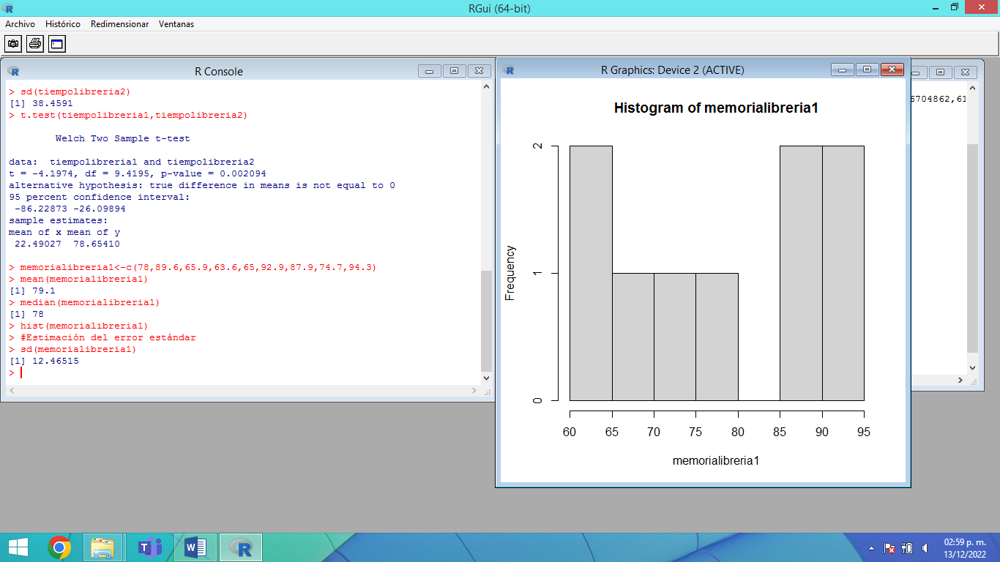 RGui (64-bit)
Archivo Histórico Redimensionar Ventanas
R Console
> sd(tiempolibreria2)
[1] 38.4591
> t.test(tiempolibreria1,tiempolibreria2)
Welch Two Sample t-test
data:  tiempolibreria1 and tiempolibreria2
t = -4.1974, df = 9.4195, p-value = 0.002094
alternative hypothesis: true difference in means is not equal to 0
95 percent confidence interval:
-86.22873 -26.09894
sample estimates:
mean of x mean of y
22.49027  78.65410
> memorialibreria1<-c(78,89.6,65.9,63.6,65,92.9,87.9,74.7,94.3)
> mean(memorialibreria1)
[1] 79.1
> median(memorialibreria1)
[1] 78
> hist(memorialibreria1)
> #Estimación del error estándar
> sd(memorialibreria1)
[1] 12.46515
>
R Graphics: Device 2 (ACTIVE)
Histogram of memorialibreria1
Frequency
2
1
0
60 65 70 75 80 85 90 95
memorialibreria1
6704862,61
02:59 p. m.
13/12/2022